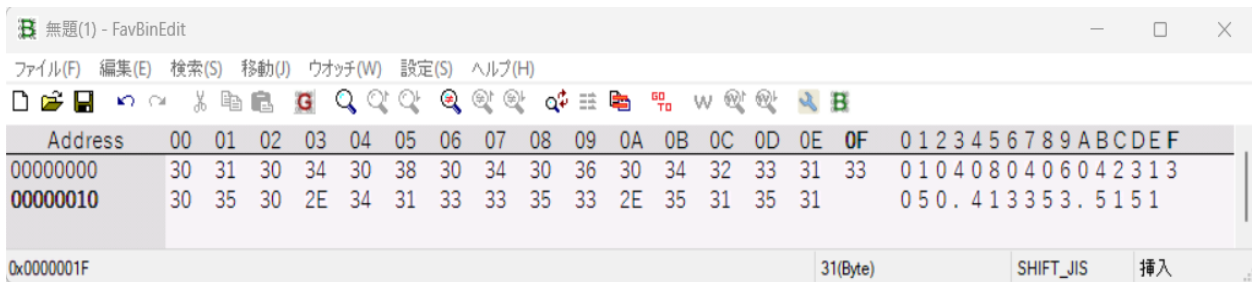 無題(1) - FavBinEdit
ファイル(F) 編集(E) 検索(S) 移動(J) ウオッチ(W) 設定(S) ヘルプ(H)
G GO TO W W W B
Address 00 01 02 03 04 05 06 07 08 09 0A 0B 0C 0D 0E 0F 0 1 2 3 4 5 6 7 8 9 A B C D E F
00000000 30 31 30 34 30 38 30 34 30 36 30 34 32 33 31 33 0 1 0 4 0 8 0 4 0 6 0 4 2 3 1 3
00000010 30 35 30 2E 34 31 33 33 35 33 2E 35 31 35 31 0 5 0 . 4 1 3 3 5 3 . 5 1 5 1
0x0000001F 31(Byte) SHIFT_JIS 挿入